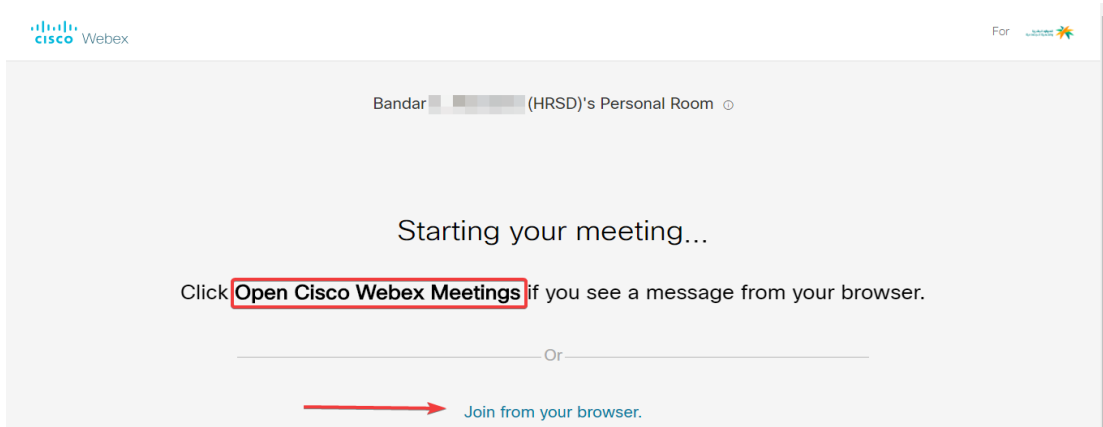 CISCO Webex
For
Bandar (HRSD)'s Personal Room
Starting your meeting...
Click Open Cisco Webex Meetings if you see a message from your browser.
Or
Join from your browser.